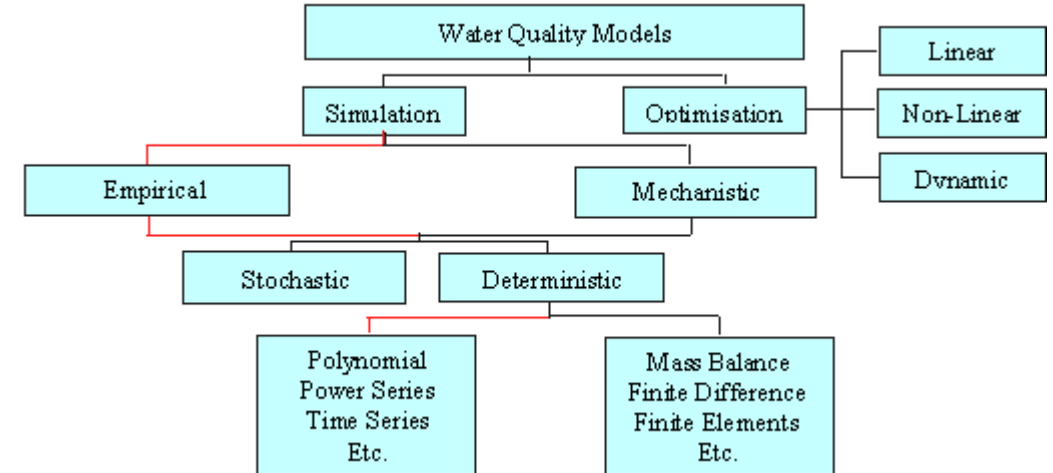 Water Quality Models
Linear
Simulation
Optimisation
Non-Linear
Empirical
Mechanistic
Dynamic
Stochastic
Deterministic
Polynomial
Power Series
Time Series
Etc.
Mass Balance
Finite Difference
Finite Elements
Etc.